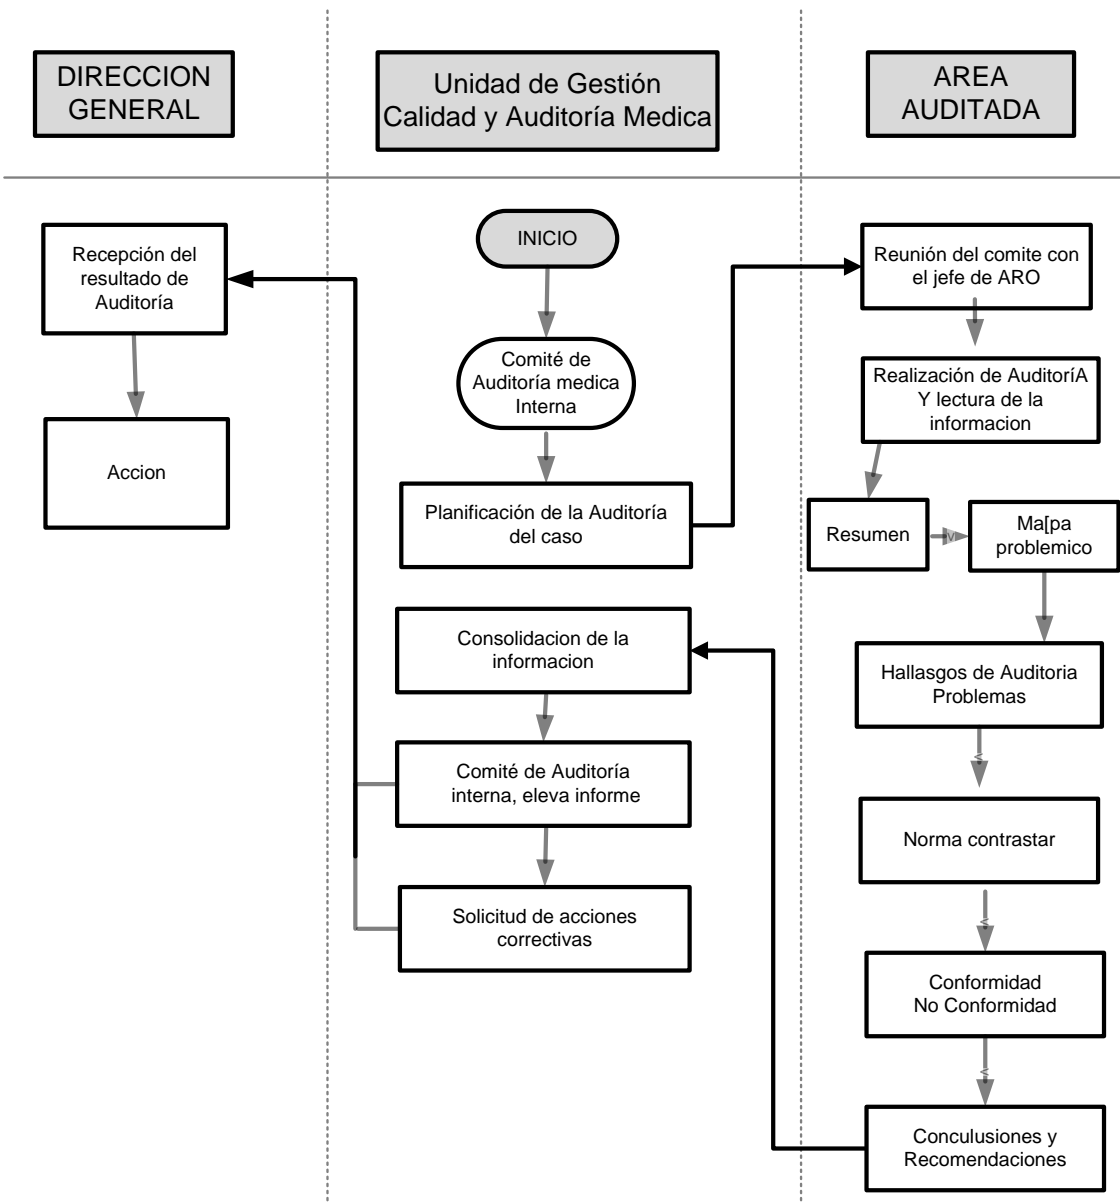 DIRECCION
GENERAL
Unidad de Gestión
Calidad y Auditoría Medica
AREA
AUDITADA
Recepción del
resultado de
Auditoría
Accion
INICIO
Comité de
Auditoría medica
Interna
Planificación de la Auditoría
del caso
Consolidacion de la
informacion
Comité de Auditoría
interna, eleva informe
Solicitud de acciones
correctivas
Reunión del comite con
el jefe de ARO
Realización de AuditoríA
Y lectura de la
informacion
Resumen
Ma[pa
problemico
Hallasgos de Auditoria
Problemas
Norma contrastar
Conformidad
No Conformidad
Conculusiones y
Recomendaciones